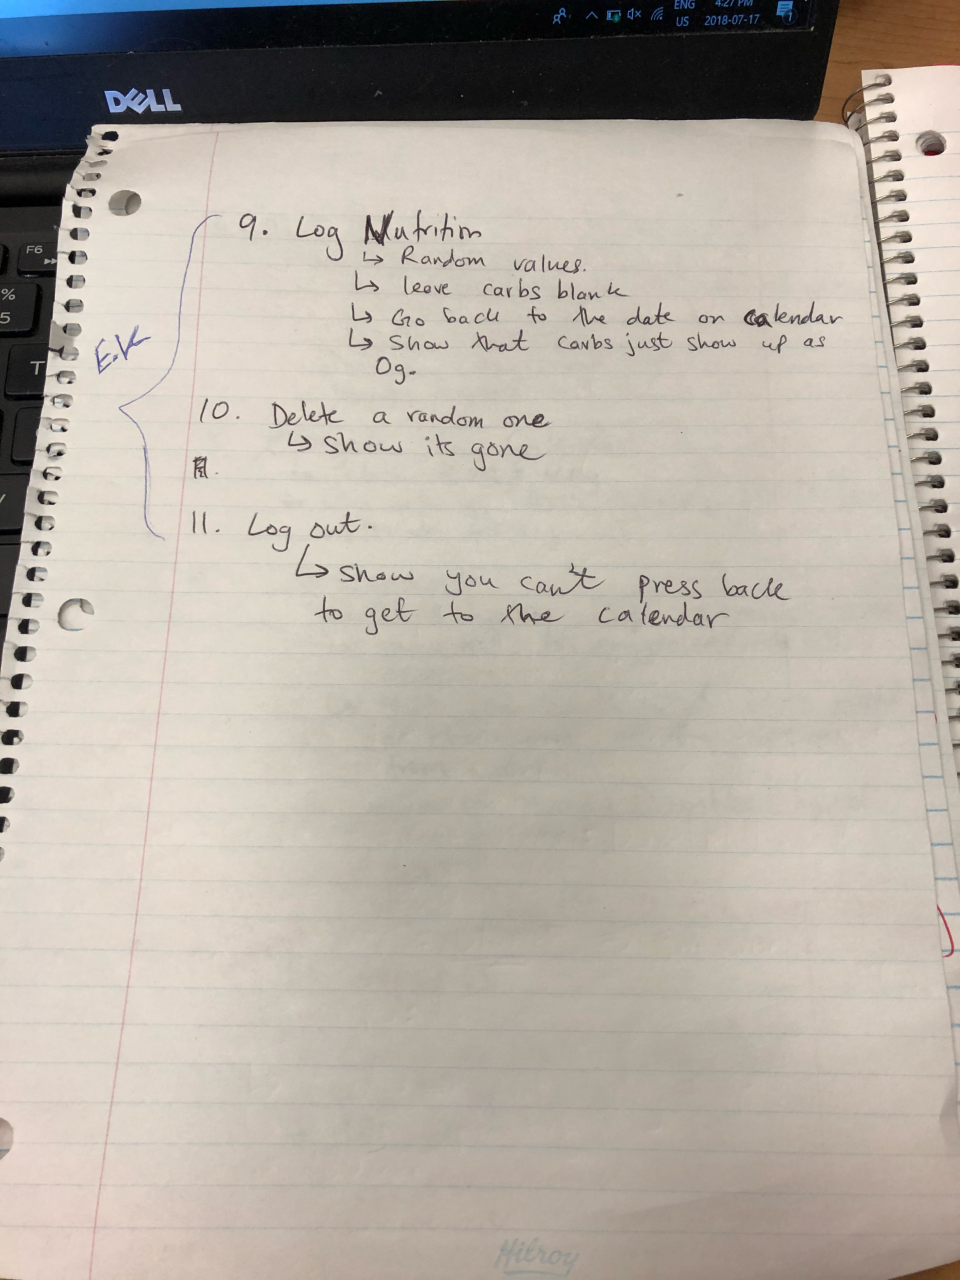 ENG
4:27 PM
US
2018-07-17
1
DELL
F6
%
5
T
9. Log Nutrition
↳ Random values.
↳ leave carbs blank
↳ Go back to the date on calendar
↳ Show that carbs just show up as
0g.
E.K
10. Delete a random one
↳ show its gone
11. Log out.
↳ show you can't press back
to get to the calendar
Hilroy